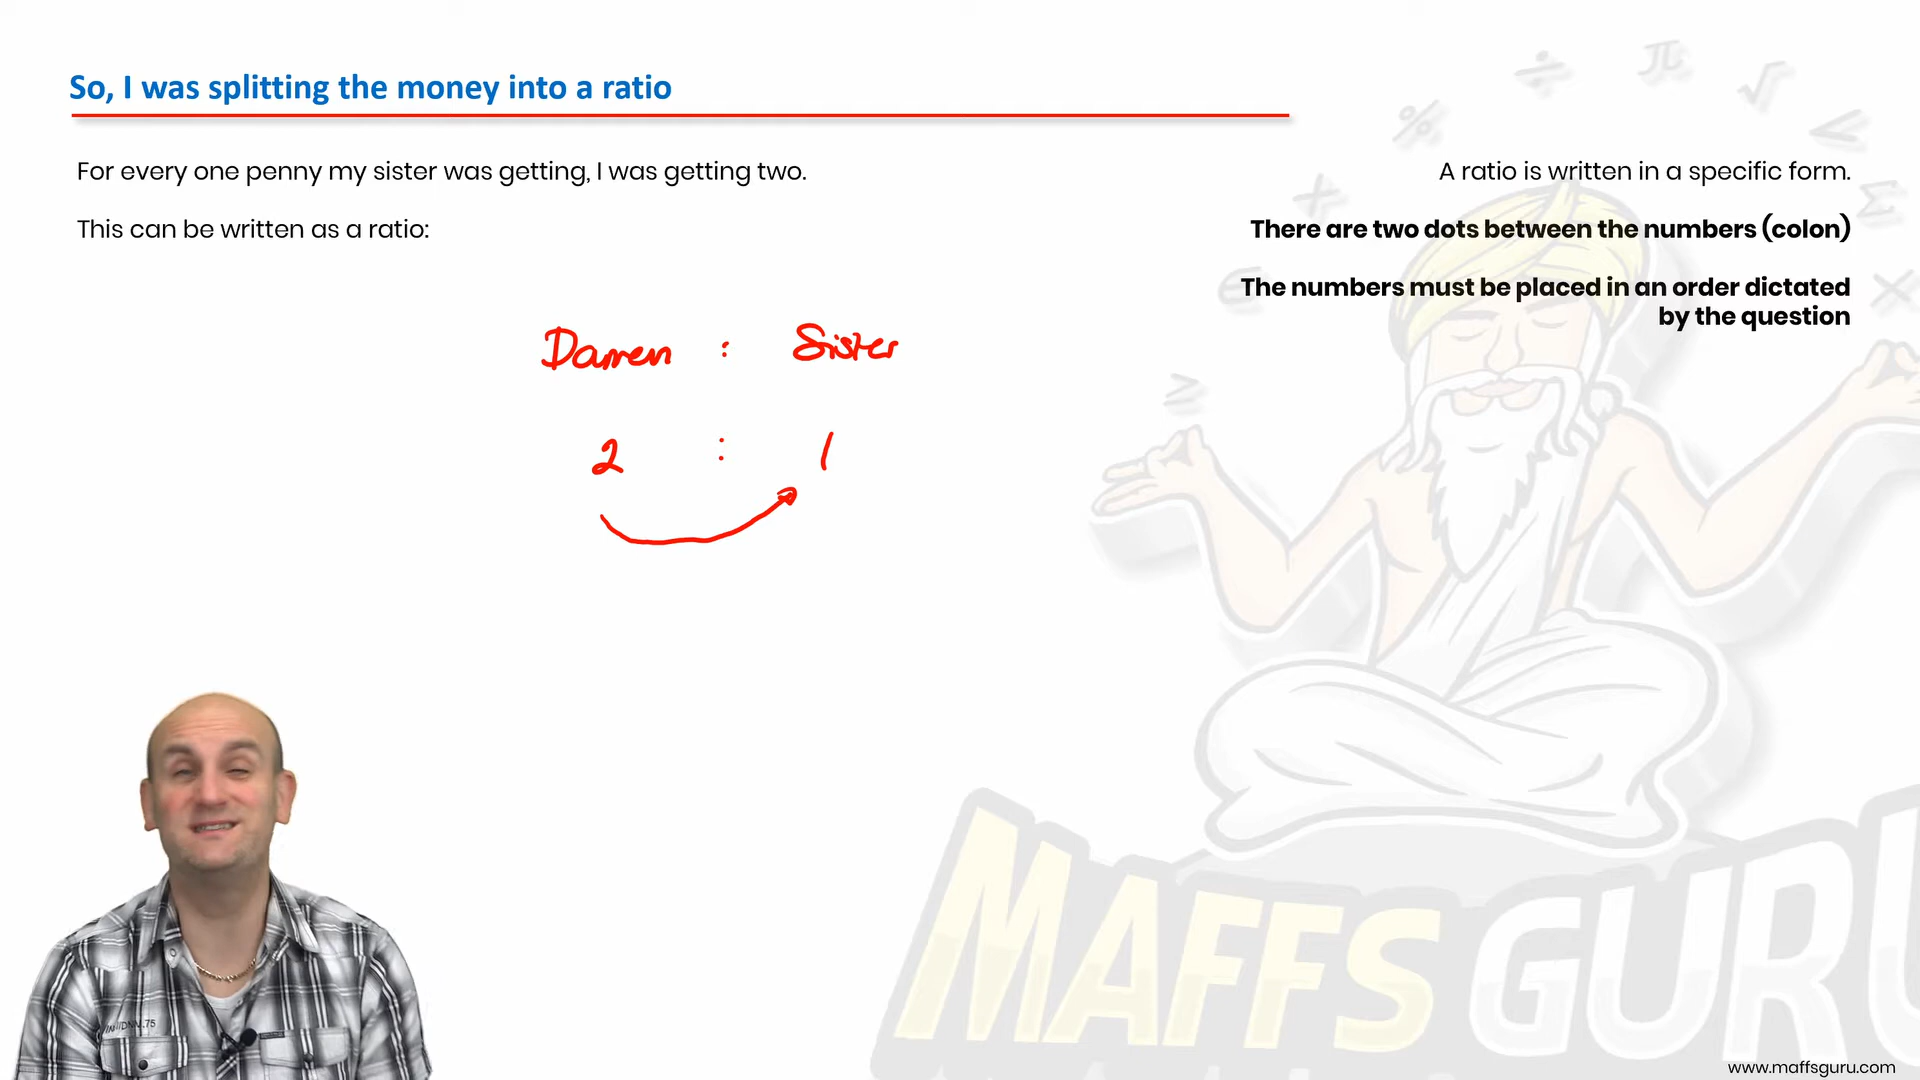 So, I was splitting the money into a ratio
For every one penny my sister was getting, I was getting two.
This can be written as a ratio:
A ratio is written in a specific form.
There are two dots between the numbers (colon)
The numbers must be placed in an order dictated
by the question
Darren : Sister
2 : 1
% ÷ π √ ∠
+ Σ
∈ ×
≥
MAFFS GURU
www.maffsguru.com